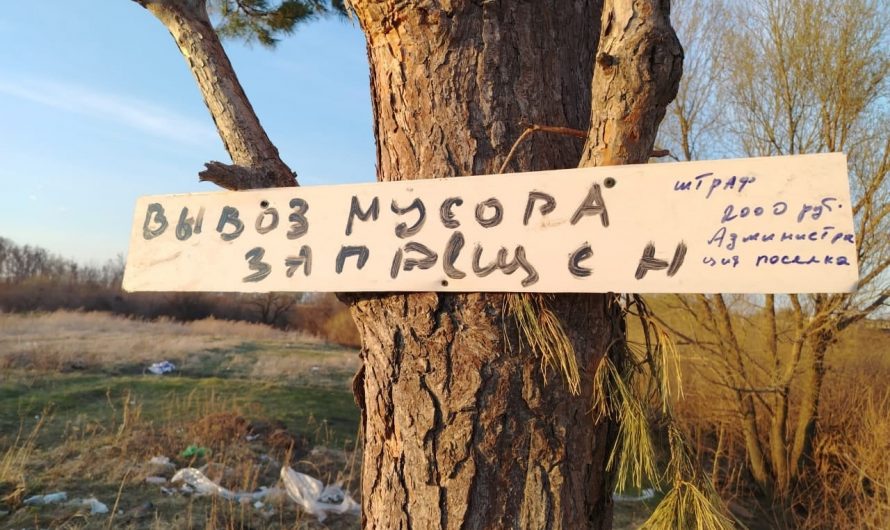 ВЫВОЗ МУСОРА
ЗАПРЕЩЕН
штраф
2000 руб.
Администра
ция поселка